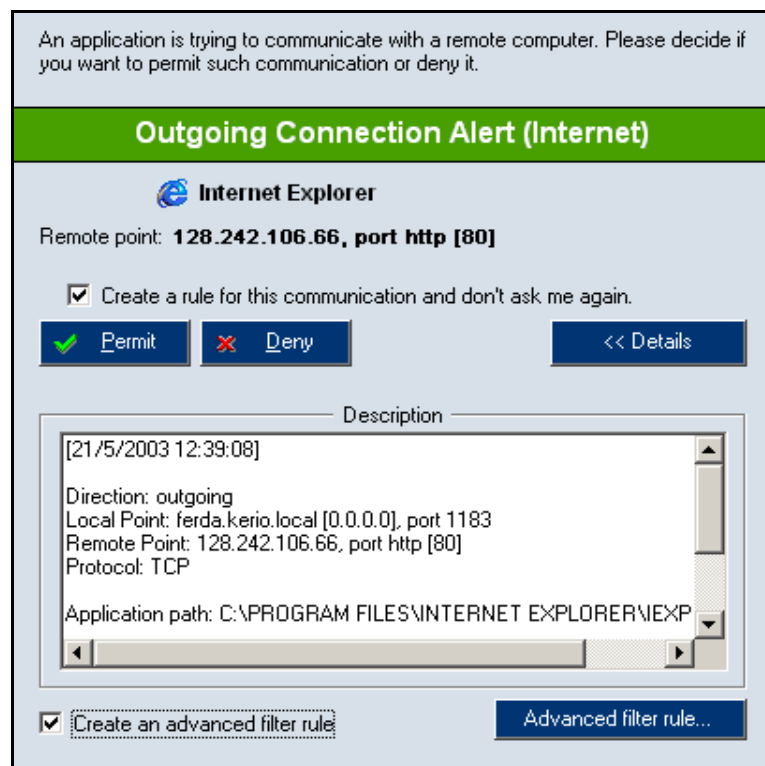 An application is trying to communicate with a remote computer. Please decide if
you want to permit such communication or deny it.
Outgoing Connection Alert (Internet)
Internet Explorer
Remote point: 128.242.106.66, port http [80]
Create a rule for this communication and don't ask me again.
Permit
Deny
<< Details
Description
[21/5/2003 12:39:08]
Direction: outgoing
Local Point: ferda.kerio.local [0.0.0.0], port 1183
Remote Point: 128.242.106.66, port http [80]
Protocol: TCP
Application path: C:\PROGRAM FILES\INTERNET EXPLORER\IEXP
Create an advanced filter rule
Advanced filter rule...